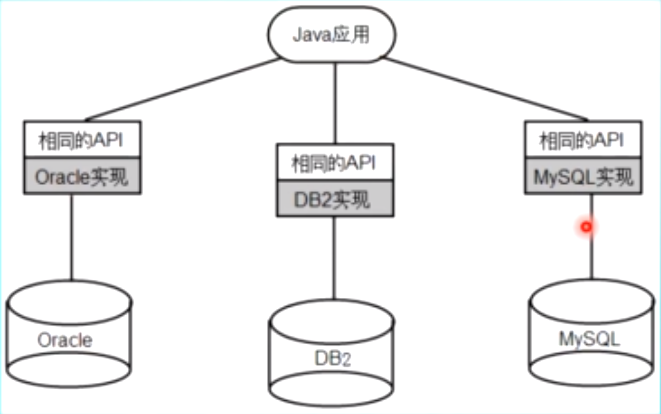 Java应用
相同的API
Oracle实现
相同的API
DB2实现
相同的API
MySQL实现
Oracle
DB2
MySQL